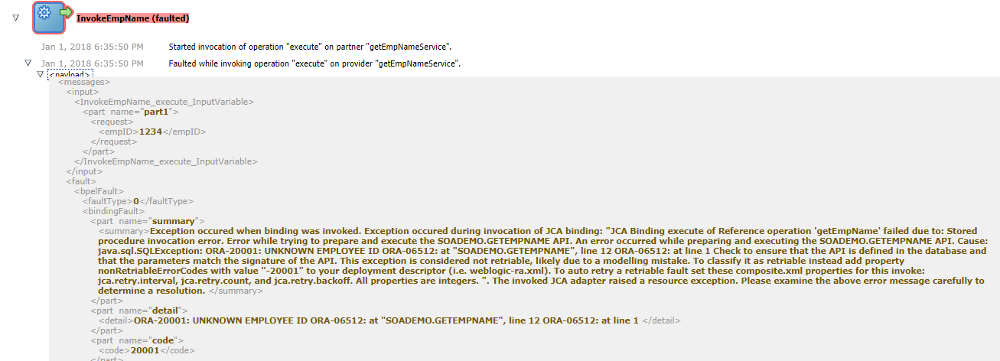 InvokeEmpName (faulted)
Jan 1, 2018 6:35:50 PM Started invocation of operation "execute" on partner "getEmpNameService".
Jan 1, 2018 6:35:50 PM Faulted while invoking operation "execute" on provider "getEmpNameService".
<payload>
<messages>
<input>
<InvokeEmpName_execute_InputVariable>
<part name="part1">
<request>
<empID>1234</empID>
</request>
</part>
</InvokeEmpName_execute_InputVariable>
</input>
<fault>
<bpelFault>
<faultType>0</faultType>
<bindingFault>
<part name="summary">
<summary>Exception occured when binding was invoked. Exception occured during invocation of JCA binding: "JCA Binding execute of Reference operation 'getEmpName' failed due to: Stored
procedure invocation error. Error while trying to prepare and execute the SOADEMO.GETEMPNAME API. An error occurred while preparing and executing the SOADEMO.GETEMPNAME API. Cause:
java.sql.SQLException: ORA-20001: UNKNOWN EMPLOYEE ID ORA-06512: at "SOADEMO.GETEMPNAME", line 12 ORA-06512: at line 1 Check to ensure that the API is defined in the database and
that the parameters match the signature of the API. This exception is considered not retriable, likely due to a modelling mistake. To classify it as retriable instead add property
nonRetriableErrorCodes with value "-20001" to your deployment descriptor (i.e. weblogic-ra.xml). To auto retry a retriable fault set these composite.xml properties for this invoke:
jca.retry.interval, jca.retry.count, and jca.retry.backoff. All properties are integers. ". The invoked JCA adapter raised a resource exception. Please examine the above error message carefully to
determine a resolution. </summary>
</part>
<part name="detail">
<detail>ORA-20001: UNKNOWN EMPLOYEE ID ORA-06512: at "SOADEMO.GETEMPNAME", line 12 ORA-06512: at line 1 </detail>
</part>
<part name="code">
<code>20001</code>
</part>